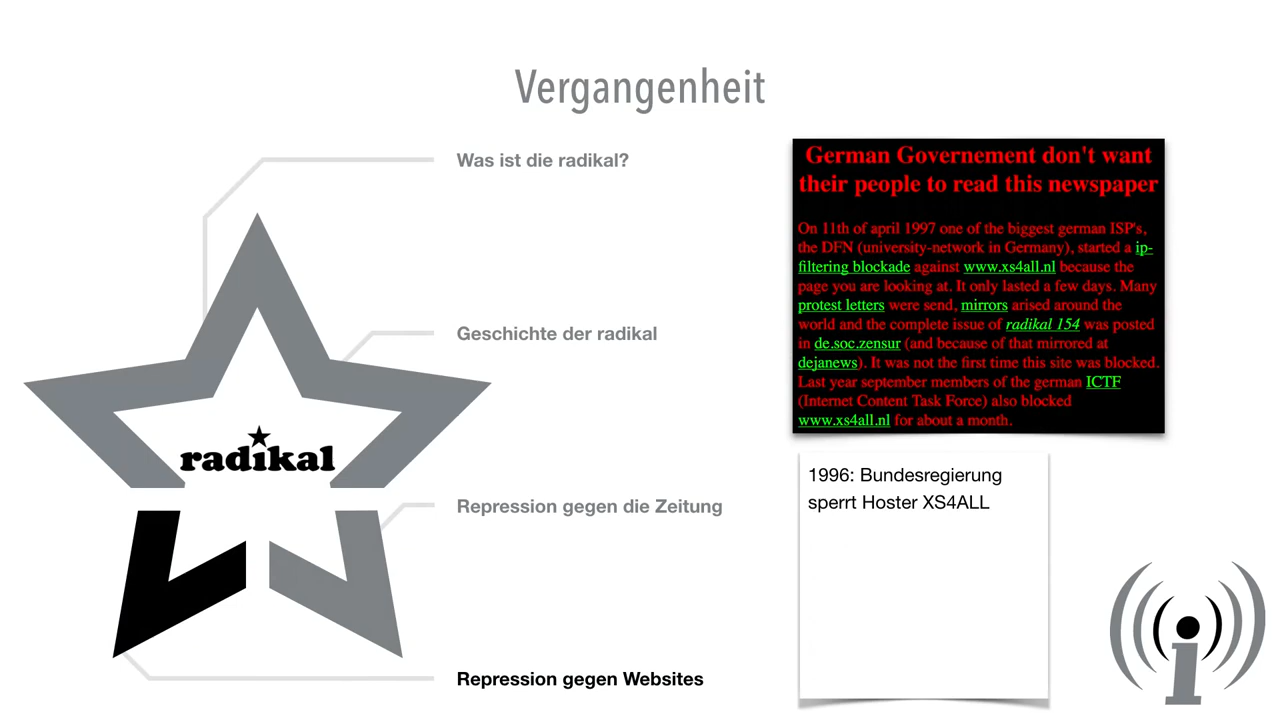 Vergangenheit
Was ist die radikal?
Geschichte der radikal
radikal
Repression gegen die Zeitung
Repression gegen Websites
German Governement don't want
their people to read this newspaper
On 11th of april 1997 one of the biggest german ISP's,
the DFN (university-network in Germany), started a ip-
filtering blockade against www.xs4all.nl because the
page you are looking at. It only lasted a few days. Many
protest letters were send, mirrors arised around the
world and the complete issue of radikal 154 was posted
in de.soc.zensur (and because of that mirrored at
dejanews). It was not the first time this site was blocked.
Last year september members of the german ICTF
(Internet Content Task Force) also blocked
www.xs4all.nl for about a month.
1996: Bundesregierung
sperrt Hoster XS4ALL
i